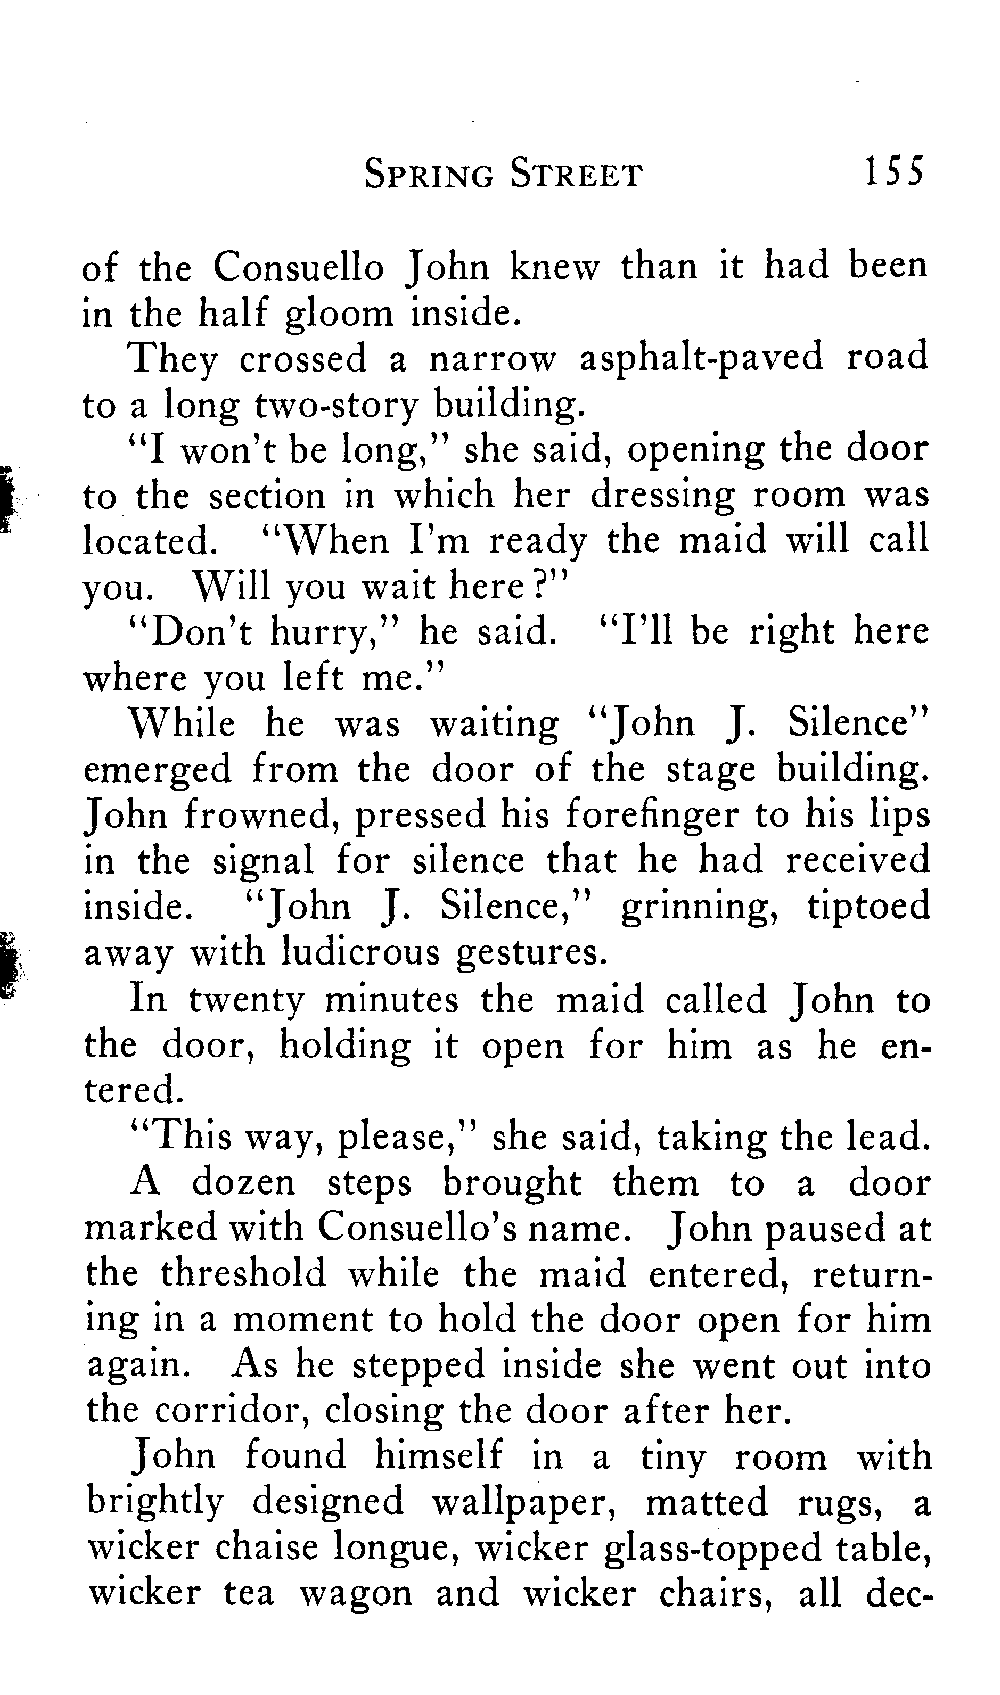 SPRING STREET 155
of the Consuello John knew than it had been
in the half gloom inside.
They crossed a narrow asphalt-paved road
to a long two-story building.
"I won't be long," she said, opening the door
to the section in which her dressing room was
located. "When I'm ready the maid will call
you. Will you wait here?"
"Don't hurry," he said. "I'll be right here
where you left me."
While he was waiting "John J. Silence"
emerged from the door of the stage building.
John frowned, pressed his forefinger to his lips
in the signal for silence that he had received
inside. "John J. Silence," grinning, tiptoed
away with ludicrous gestures.
In twenty minutes the maid called John to
the door, holding it open for him as he en-
tered.
"This way, please," she said, taking the lead.
A dozen steps brought them to a door
marked with Consuello's name. John paused at
the threshold while the maid entered, return-
ing in a moment to hold the door open for him
again. As he stepped inside she went out into
the corridor, closing the door after her.
John found himself in a tiny room with
brightly designed wallpaper, matted rugs, a
wicker chaise longue, wicker glass-topped table,
wicker tea wagon and wicker chairs, all dec-